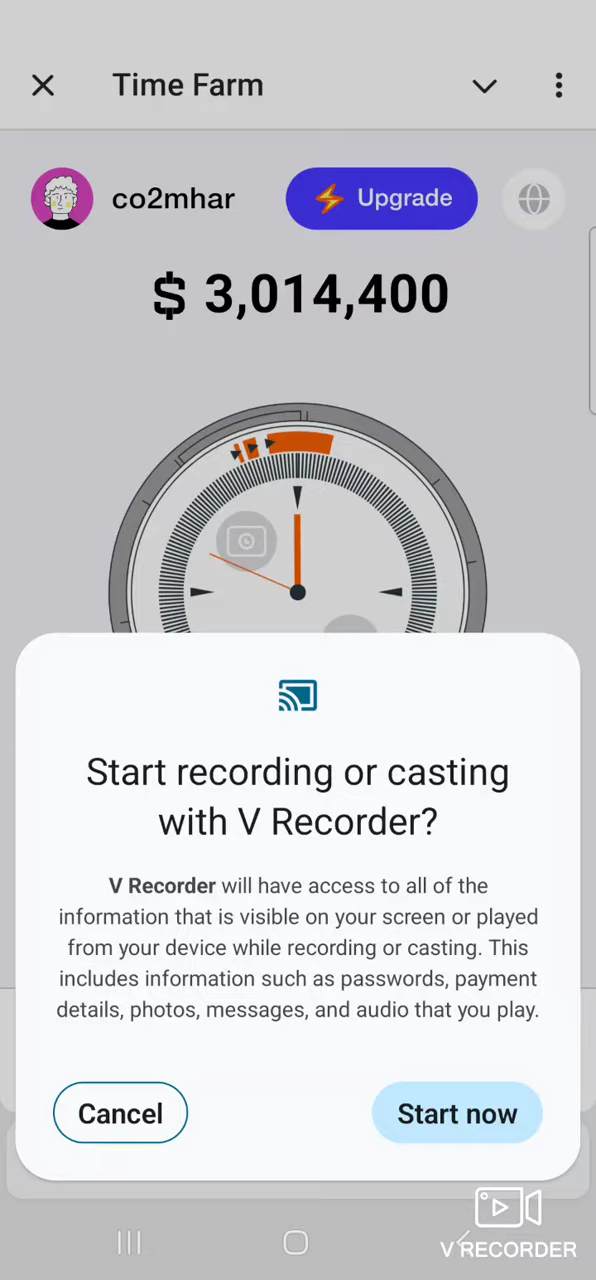 Time Farm
co2mhar
Upgrade
$ 3,014,400
Start recording or casting
with V Recorder?
V Recorder will have access to all of the
information that is visible on your screen or played
from your device while recording or casting. This
includes information such as passwords, payment
details, photos, messages, and audio that you play.
Cancel
Start now
V RECORDER